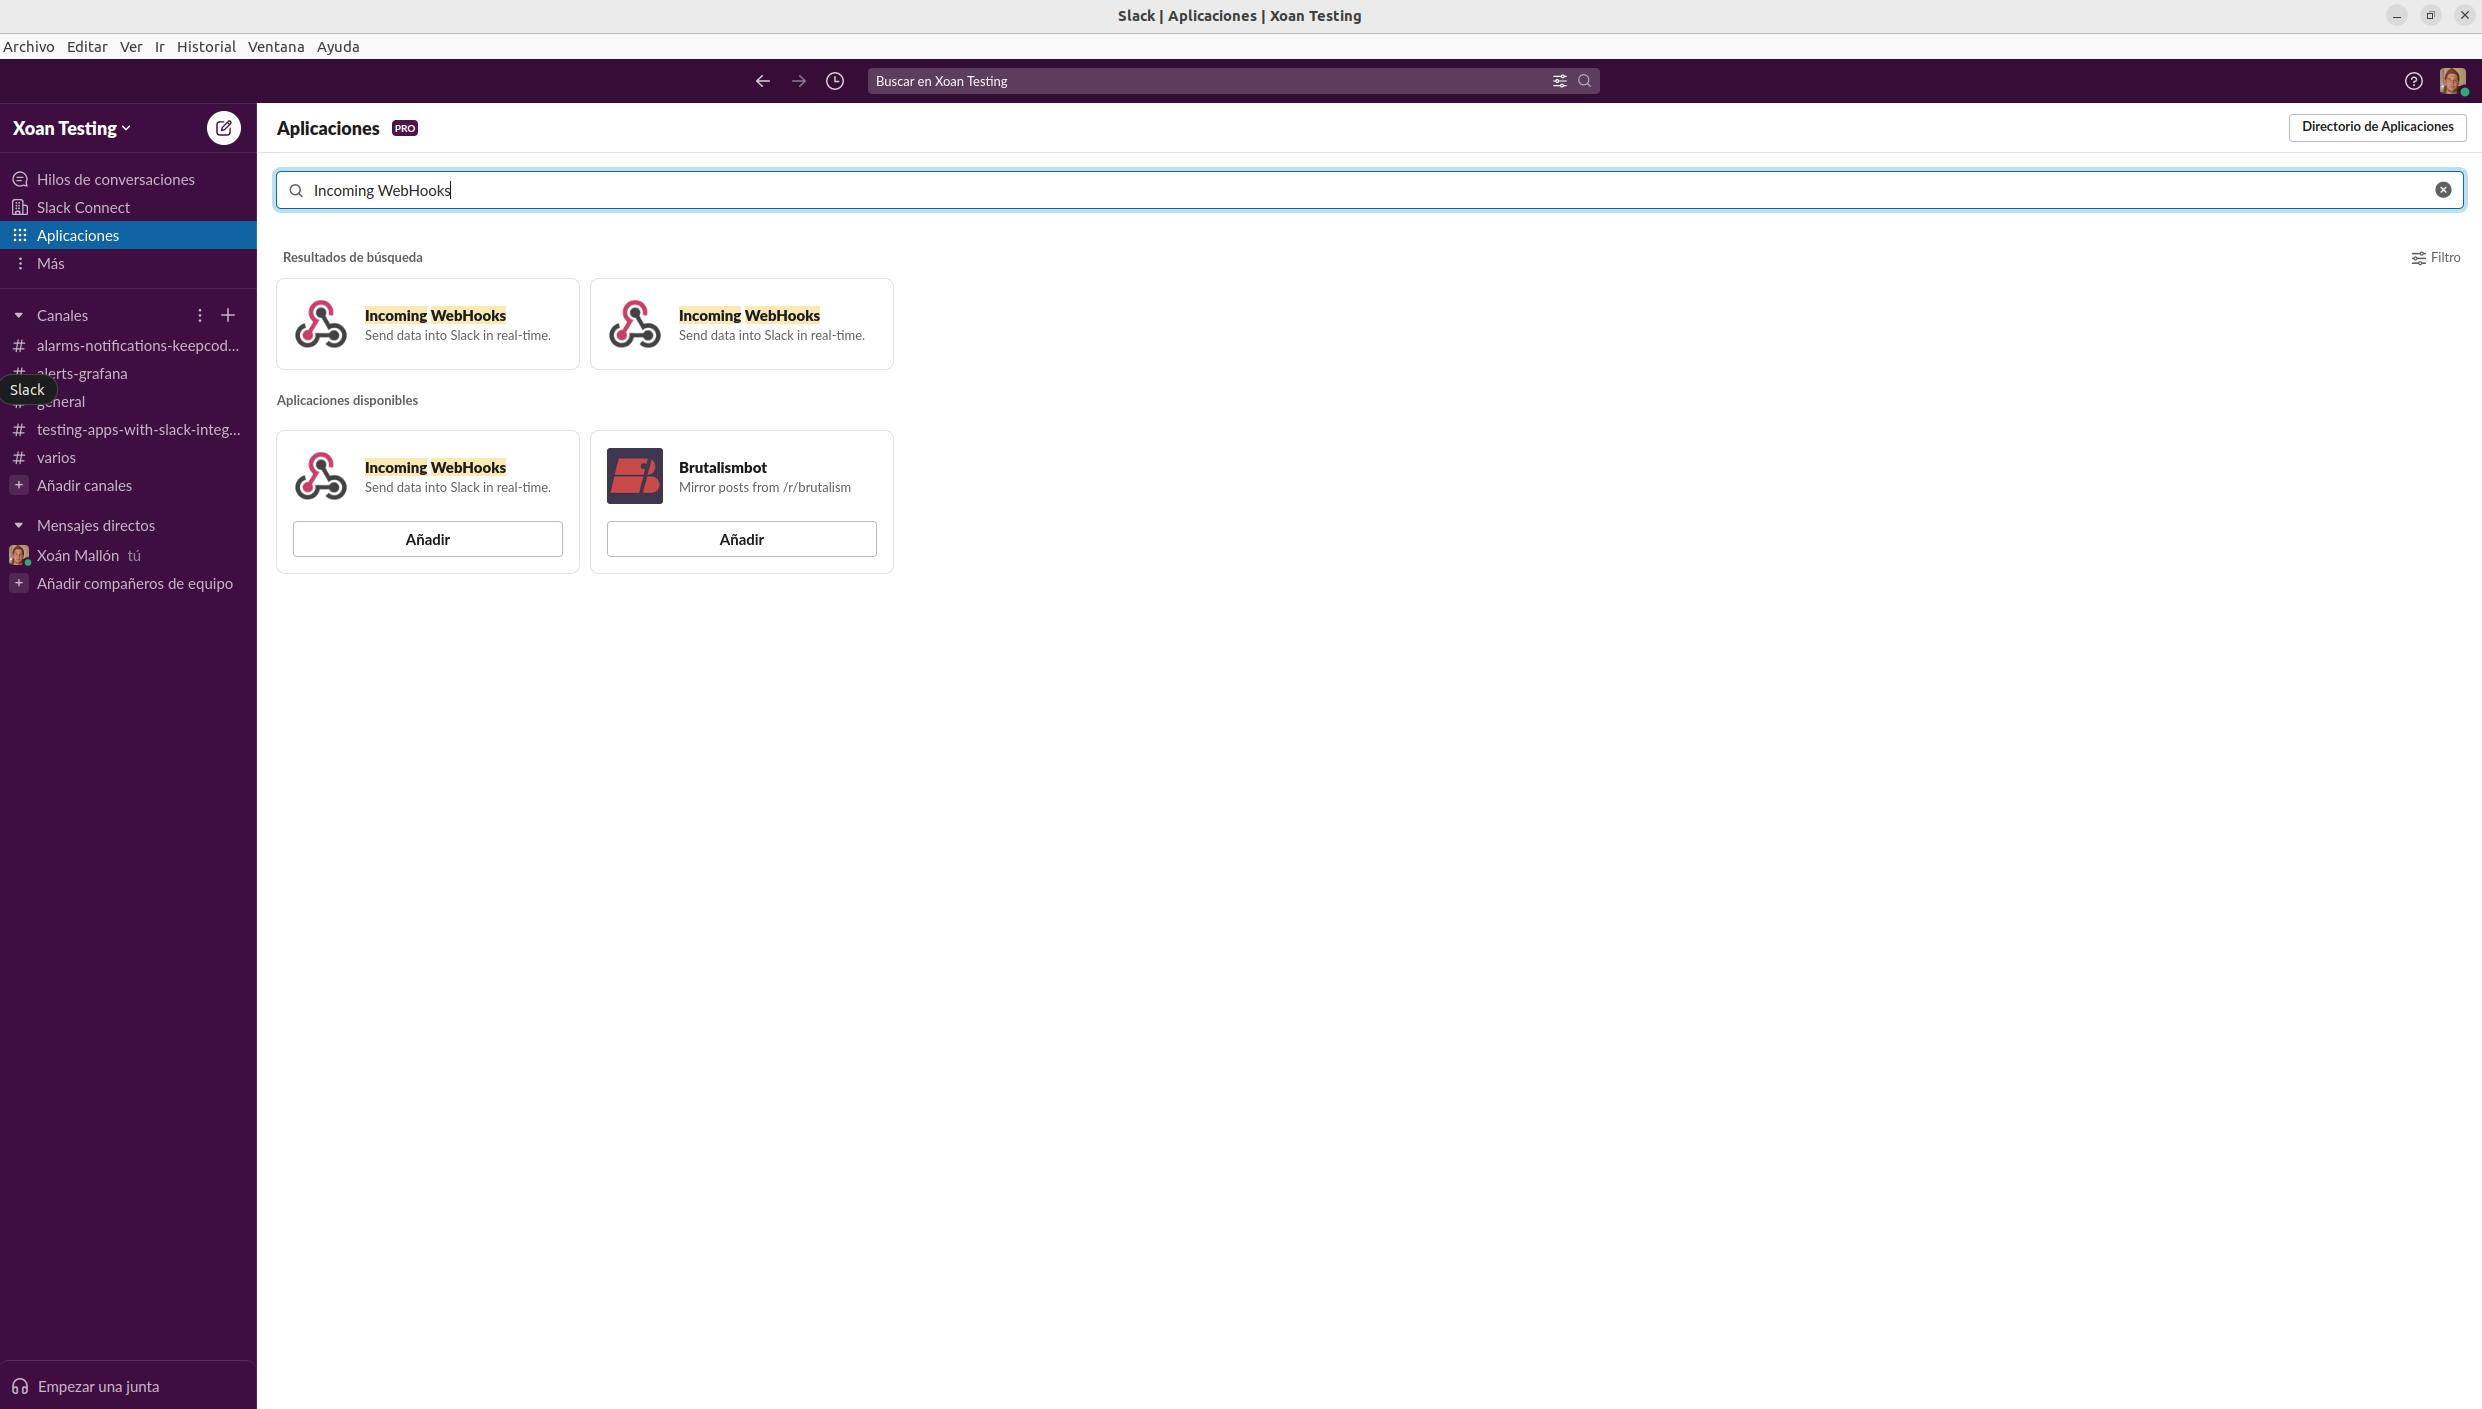 Slack | Aplicaciones | Xoan Testing
Archivo Editar Ver Ir Historial Ventana Ayuda
Buscar en Xoan Testing
Xoan Testing
Hilos de conversaciones
Slack Connect
Aplicaciones
Más
Canales
# alarms-notifications-keepcod...
# alerts-grafana
Slack
# general
# testing-apps-with-slack-integ...
# varios
+ Añadir canales
Mensajes directos
Xoán Mallón tú
+ Añadir compañeros de equipo
Empezar una junta
Aplicaciones PRO
Directorio de Aplicaciones
Incoming WebHooks
Resultados de búsqueda
Filtro
Incoming WebHooks
Send data into Slack in real-time.
Incoming WebHooks
Send data into Slack in real-time.
Aplicaciones disponibles
Incoming WebHooks
Send data into Slack in real-time.
Añadir
Brutalismbot
Mirror posts from /r/brutalism
Añadir